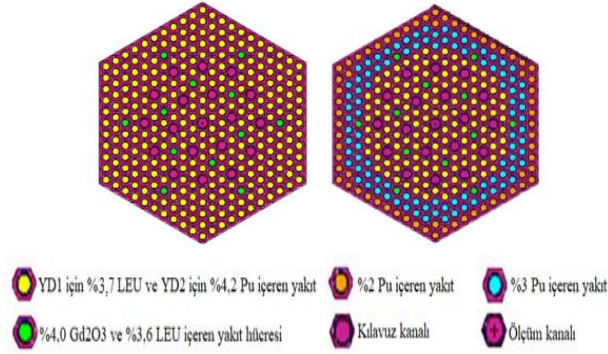 YD1 için %3,7 LEU ve YD2 için %4,2 Pu içeren yakıt
%2 Pu içeren yakıt
%3 Pu içeren yakıt
%4,0 Gd2O3 ve %3,6 LEU içeren yakıt hücresi
Kılavuz kanalı
Ölçüm kanalı